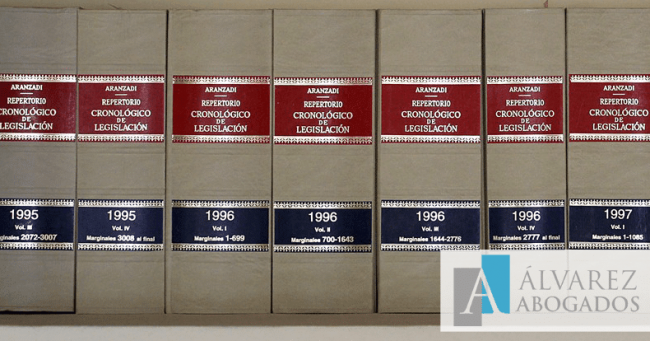 ARANZADI
REPERTORIO
CRONOLÓGICO
DE
LEGISLACIÓN
1995
Vol. III
Marginales 2072-3007
ARANZADI
REPERTORIO
CRONOLÓGICO
DE
LEGISLACIÓN
1995
Vol. IV
Marginales 3008 al final
ARANZADI
REPERTORIO
CRONOLÓGICO
DE
LEGISLACIÓN
1996
Vol. I
Marginales 1-699
ARANZADI
REPERTORIO
CRONOLÓGICO
DE
LEGISLACIÓN
1996
Vol. II
Marginales 700-1643
ARANZADI
REPERTORIO
CRONOLÓGICO
DE
LEGISLACIÓN
1996
Vol. III
Marginales 1644-2776
ARANZADI
REPERTORIO
CRONOLÓGICO
DE
LEGISLACIÓN
1996
Vol. IV
Marginales 2777 al final
ARANZADI
REPERTORIO
CRONOLÓGICO
DE
LEGISLACIÓN
1997
Vol. I
Marginales 1-1085
A
ÁLVAREZ
ABOGADOS